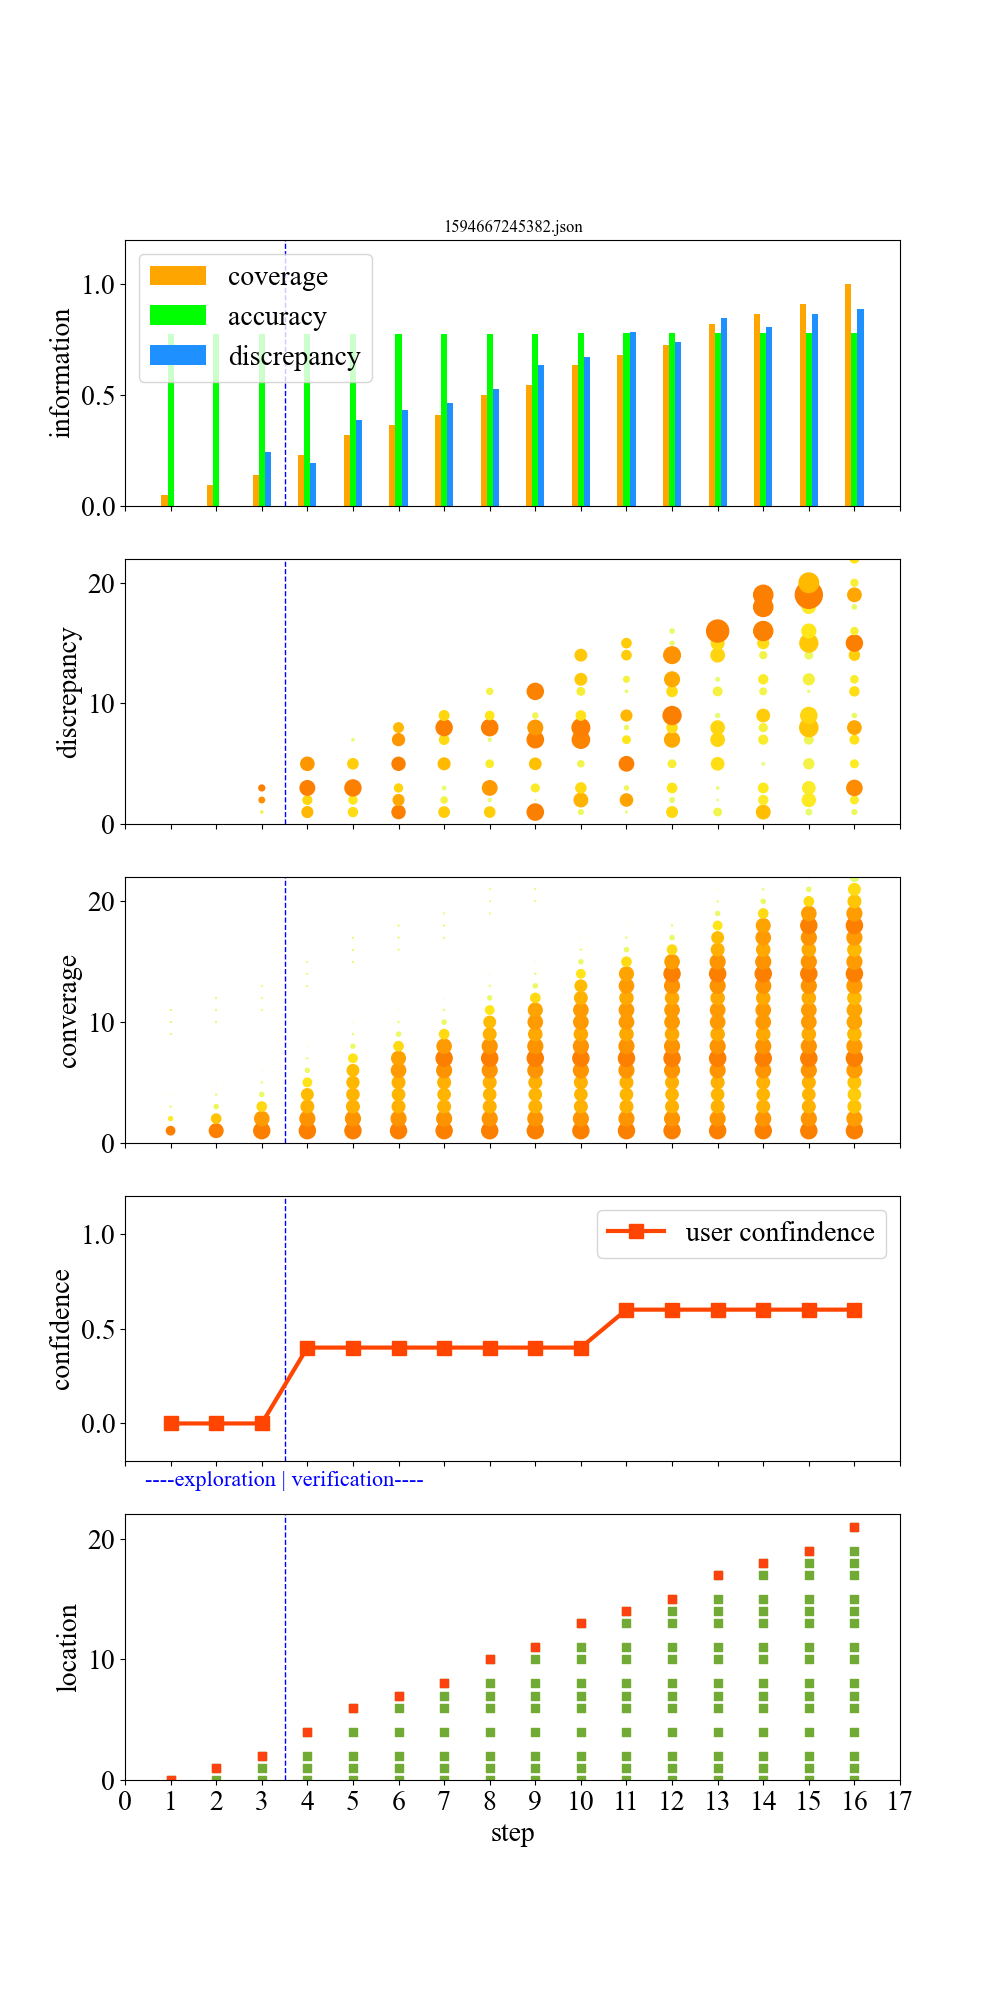 1594667245382.json
coverage
accuracy
discrepancy
information
1.0
0.5
0.0
discrepancy
20
10
0
converage
20
10
0
user confindence
confidence
1.0
0.5
0.0
----exploration | verification----
location
20
10
0
0 1 2 3 4 5 6 7 8 9 10 11 12 13 14 15 16 17
step